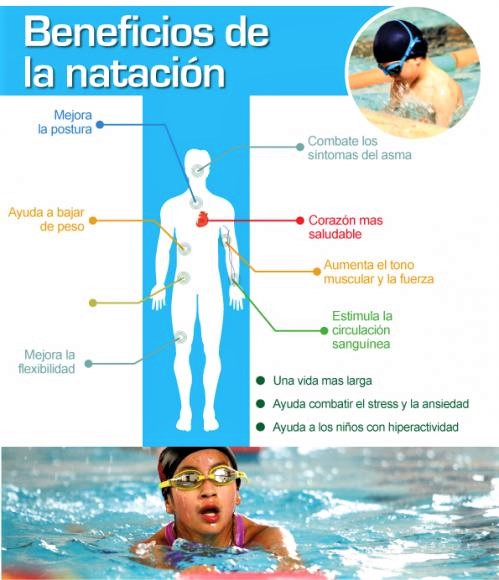 Beneficios de
la natación
Mejora
la postura
Combate los
síntomas del asma
Ayuda a bajar
de peso
Corazón mas
saludable
Aumenta el tono
muscular y la fuerza
Estimula la
circulación
sanguínea
Mejora la
flexibilidad
Una vida mas larga
Ayuda combatir el stress y la ansiedad
Ayuda a los niños con hiperactividad